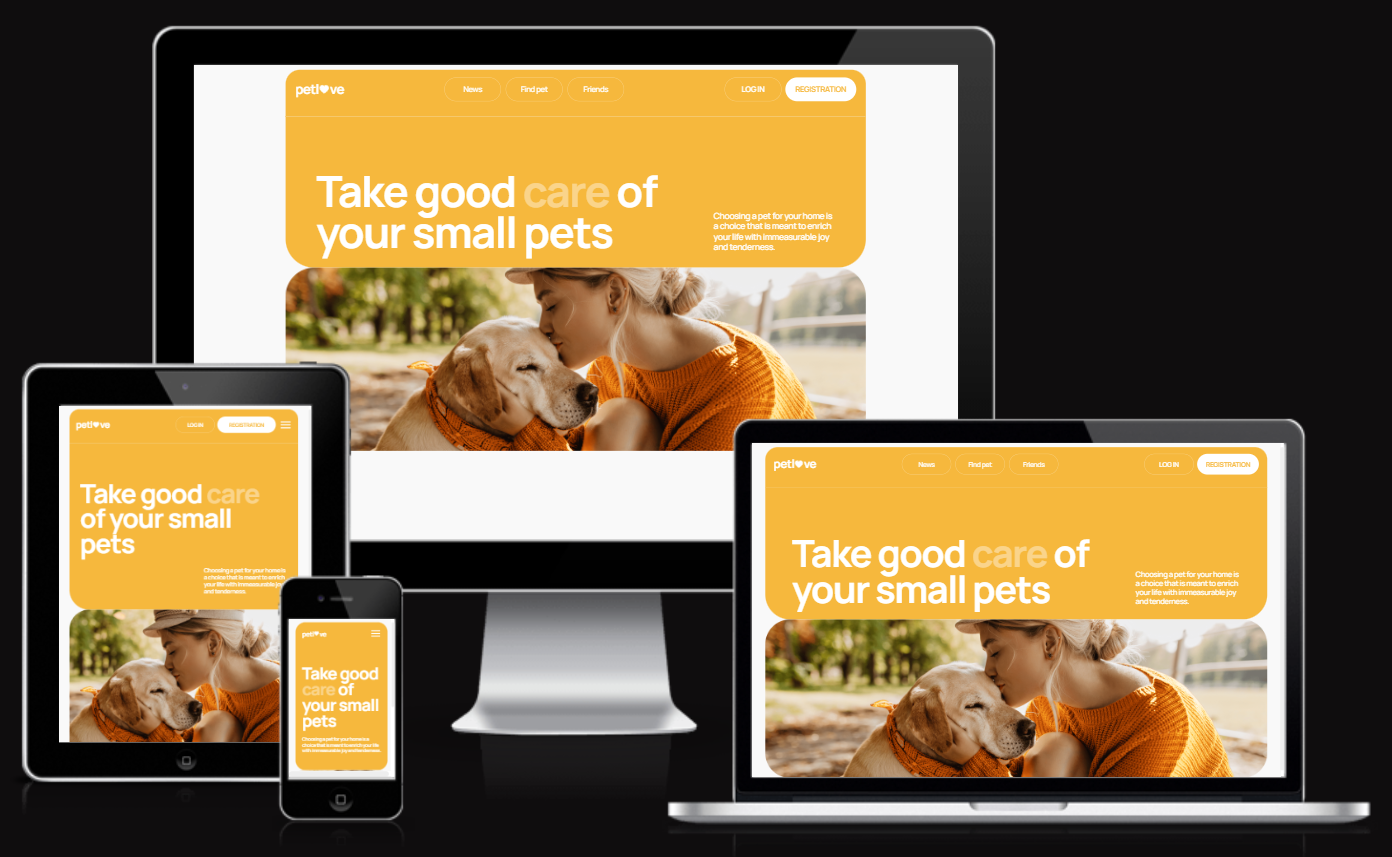 petl♥ve
News
Find pet
Friends
LOG IN
REGISTRATION
Take good care of
your small pets
Choosing a pet for your home is
a choice that is meant to enrich
your life with immeasurable joy
and tenderness.
petl♥ve
LOG IN
REGISTRATION
Take good care
of your small
pets
Choosing a pet for your home is
a choice that is meant to enrich
your life with immeasurable joy
and tenderness.
petl♥ve
Take good
care of
your small
pets
Choosing a pet for your home is a
choice that is meant to enrich your life
with immeasurable joy and tenderness.
petl♥ve
News
Find pet
Friends
LOG IN
REGISTRATION
Take good care of
your small pets
Choosing a pet for your home is
a choice that is meant to enrich
your life with immeasurable joy
and tenderness.